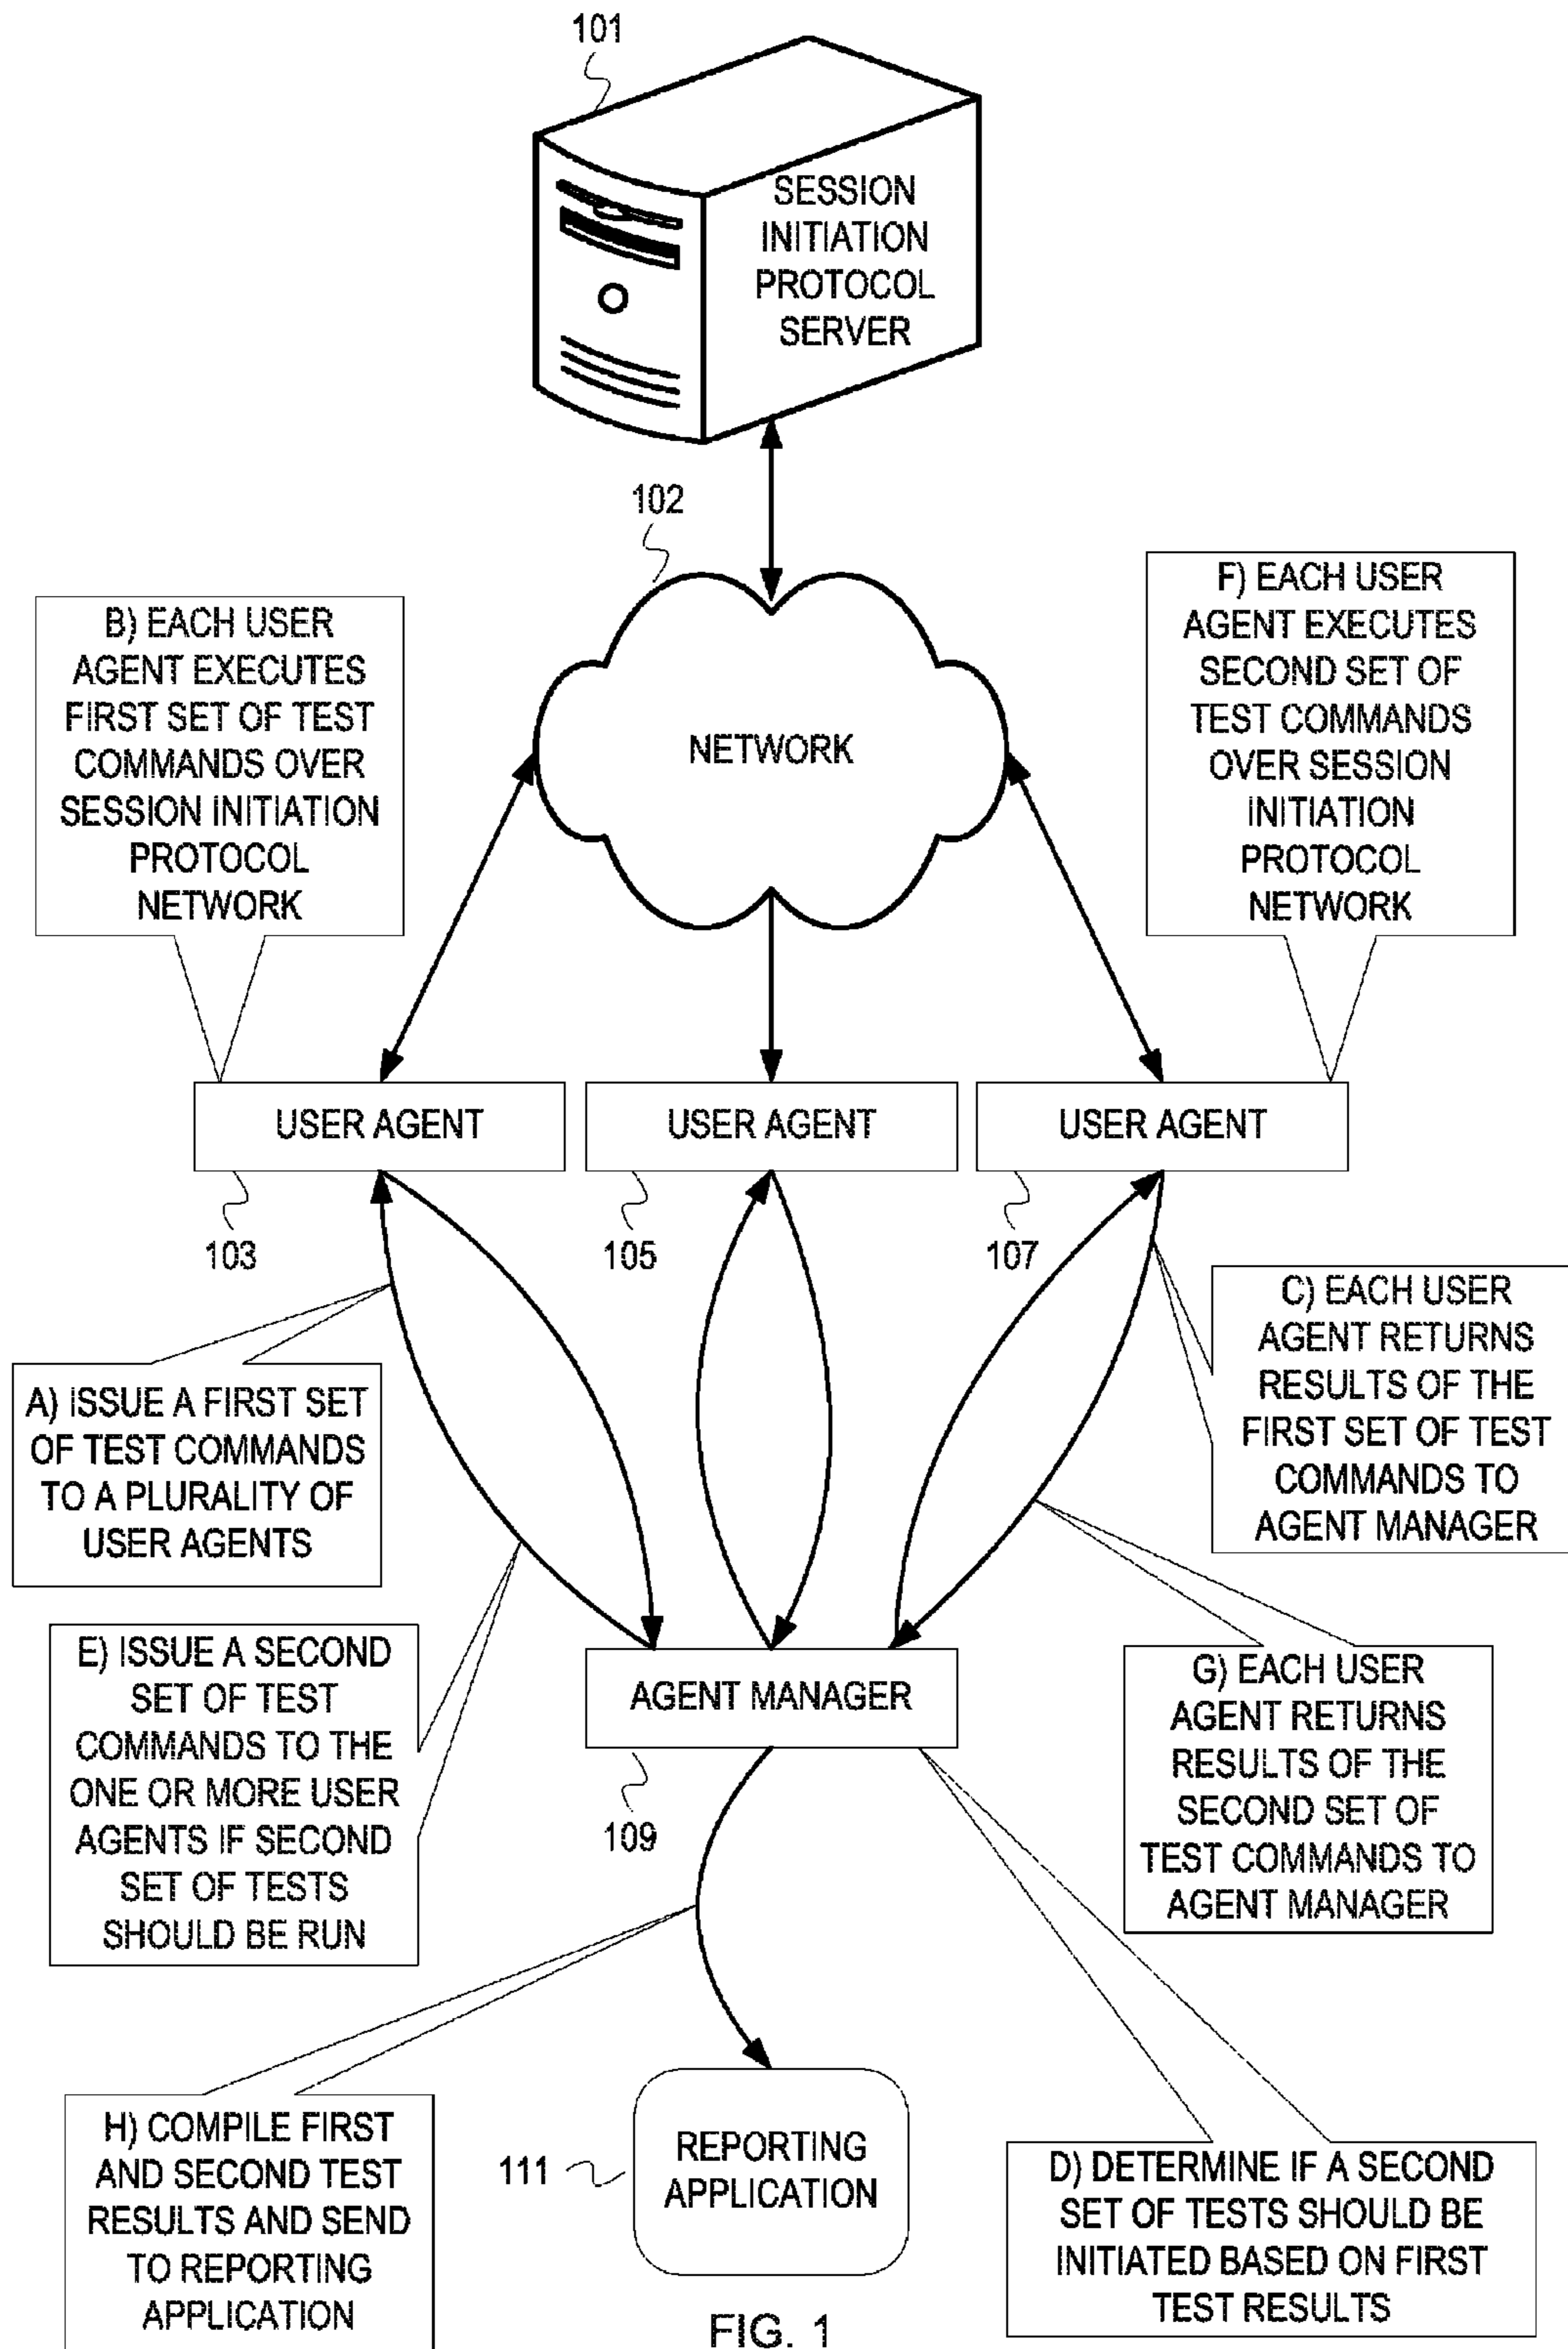 101
SESSION
INITIATION
PROTOCOL
SERVER
102
NETWORK
B) EACH USER
AGENT EXECUTES
FIRST SET OF TEST
COMMANDS OVER
SESSION INITIATION
PROTOCOL
NETWORK
F) EACH USER
AGENT EXECUTES
SECOND SET OF
TEST COMMANDS
OVER SESSION
INITIATION
PROTOCOL
NETWORK
USER AGENT
USER AGENT
USER AGENT
103
105
107
A) ISSUE A FIRST SET
OF TEST COMMANDS
TO A PLURALITY OF
USER AGENTS
C) EACH USER
AGENT RETURNS
RESULTS OF THE
FIRST SET OF TEST
COMMANDS TO
AGENT MANAGER
E) ISSUE A SECOND
SET OF TEST
COMMANDS TO THE
ONE OR MORE USER
AGENTS IF SECOND
SET OF TESTS
SHOULD BE RUN
AGENT MANAGER
109
G) EACH USER
AGENT RETURNS
RESULTS OF THE
SECOND SET OF
TEST COMMANDS TO
AGENT MANAGER
H) COMPILE FIRST
AND SECOND TEST
RESULTS AND SEND
TO REPORTING
APPLICATION
111
REPORTING
APPLICATION
D) DETERMINE IF A SECOND
SET OF TESTS SHOULD BE
INITIATED BASED ON FIRST
TEST RESULTS
FIG. 1